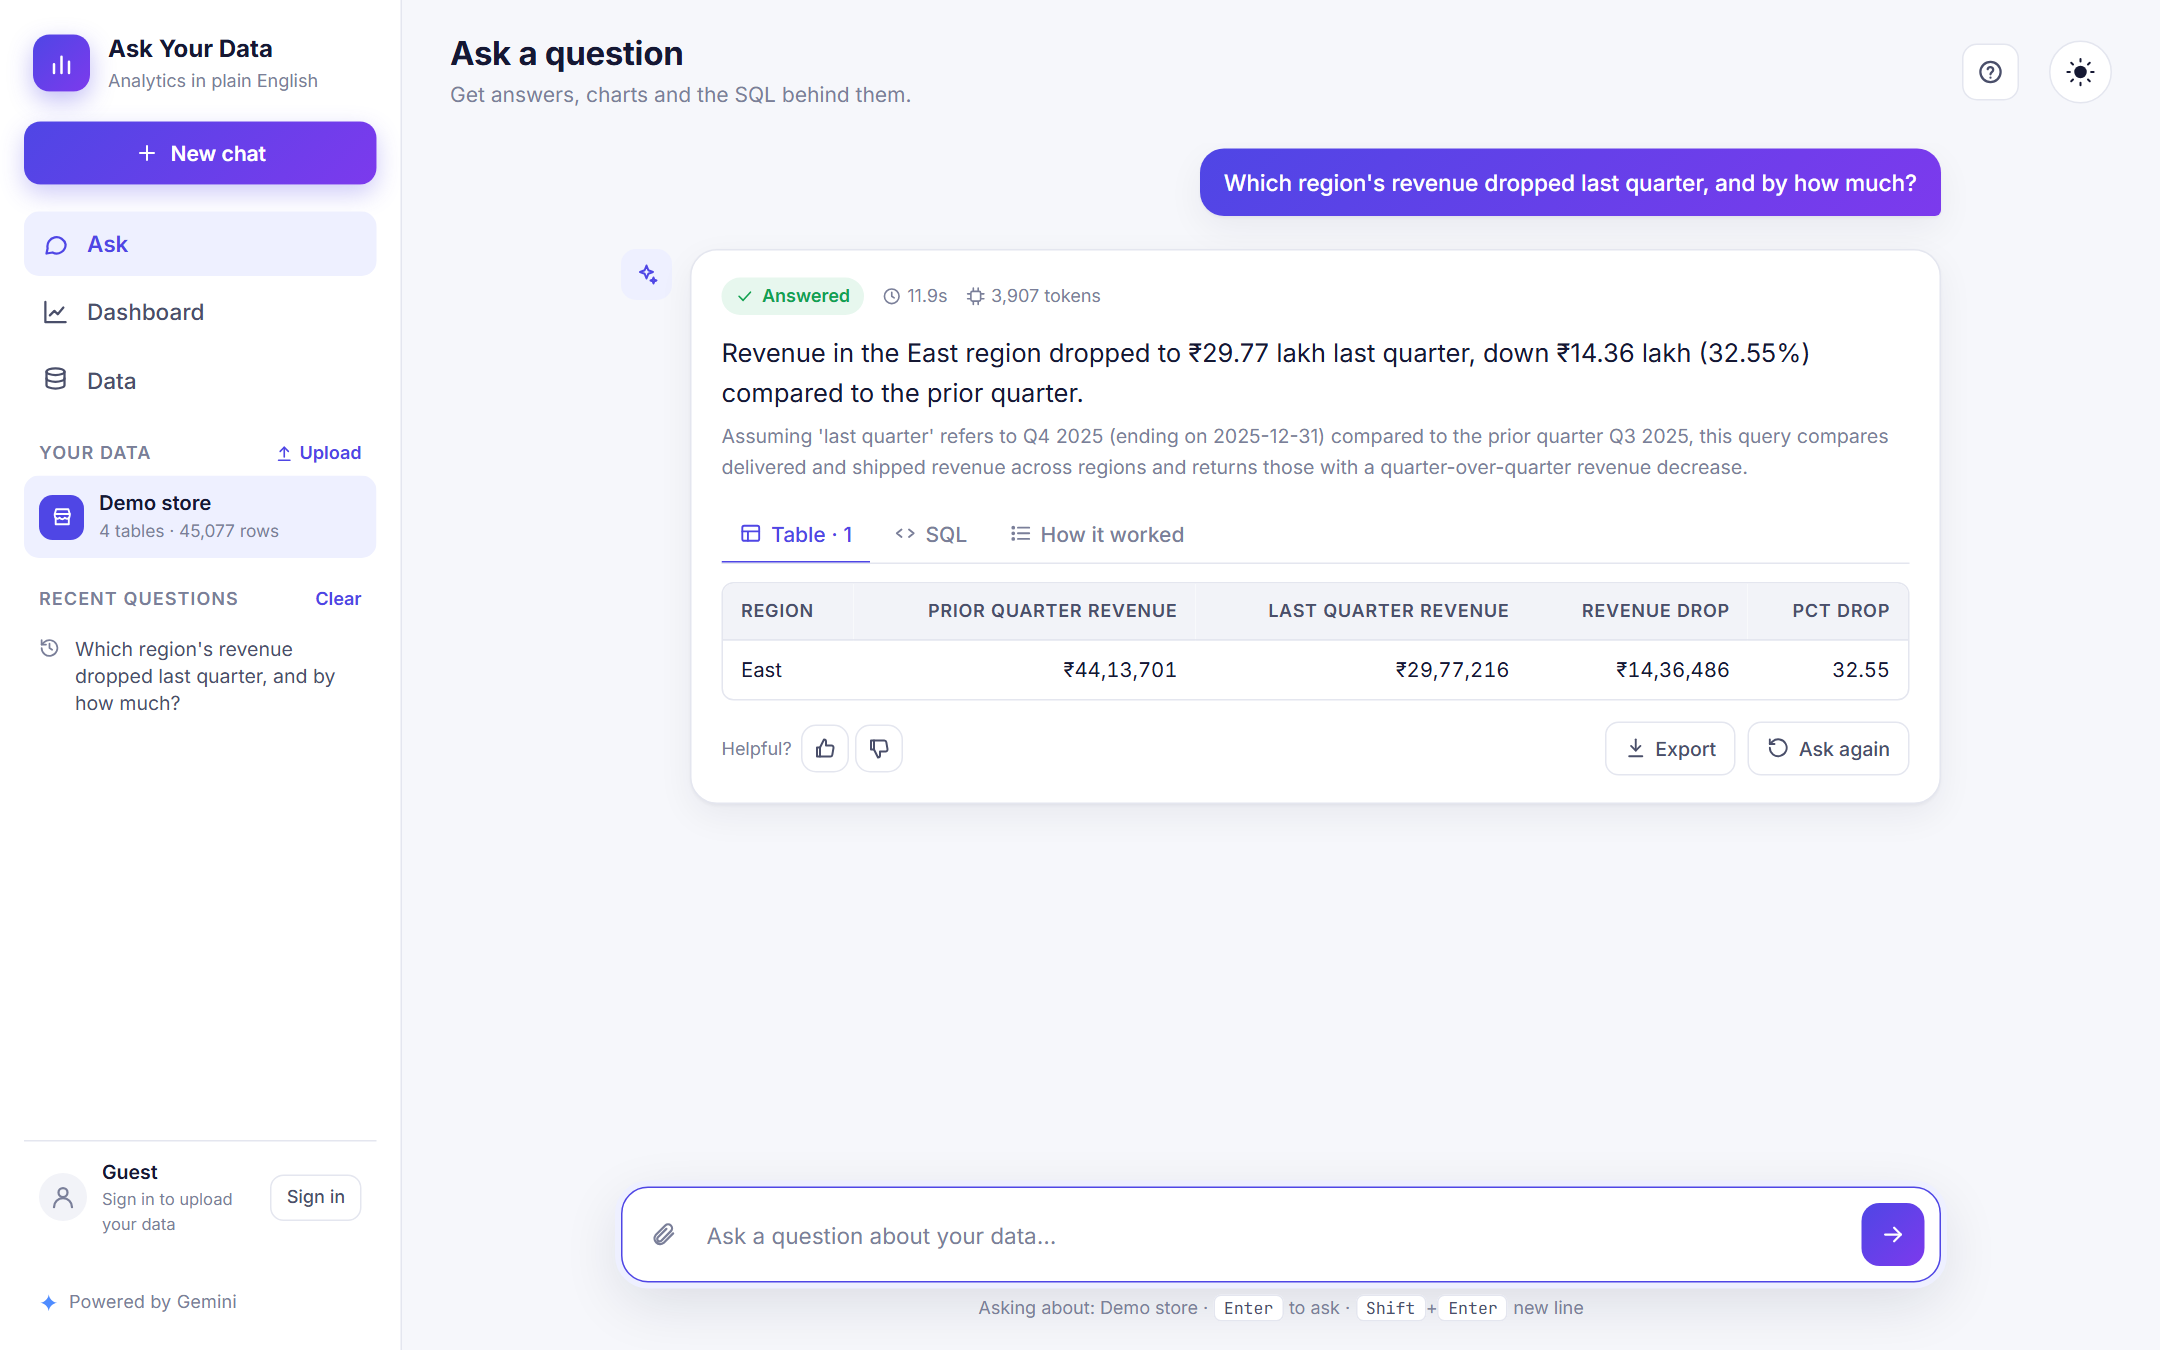 Ask Your Data
Analytics in plain English
New chat
Ask
Dashboard
Data
YOUR DATA
Upload
Demo store
4 tables · 45,077 rows
RECENT QUESTIONS
Clear
Which region's revenue
dropped last quarter, and by
how much?
Guest
Sign in to upload
your data
Sign in
Powered by Gemini
Ask a question
Get answers, charts and the SQL behind them.
Which region's revenue dropped last quarter, and by how much?
Answered
11.9s
3,907 tokens
Revenue in the East region dropped to ₹29.77 lakh last quarter, down ₹14.36 lakh (32.55%)
compared to the prior quarter.
Assuming 'last quarter' refers to Q4 2025 (ending on 2025-12-31) compared to the prior quarter Q3 2025, this query compares
delivered and shipped revenue across regions and returns those with a quarter-over-quarter revenue decrease.
Table · 1
SQL
How it worked
REGION PRIOR QUARTER REVENUE LAST QUARTER REVENUE REVENUE DROP PCT DROP
East ₹44,13,701 ₹29,77,216 ₹14,36,486 32.55
Helpful?
Export
Ask again
Ask a question about your data...
Asking about: Demo store · Enter to ask · Shift + Enter new line